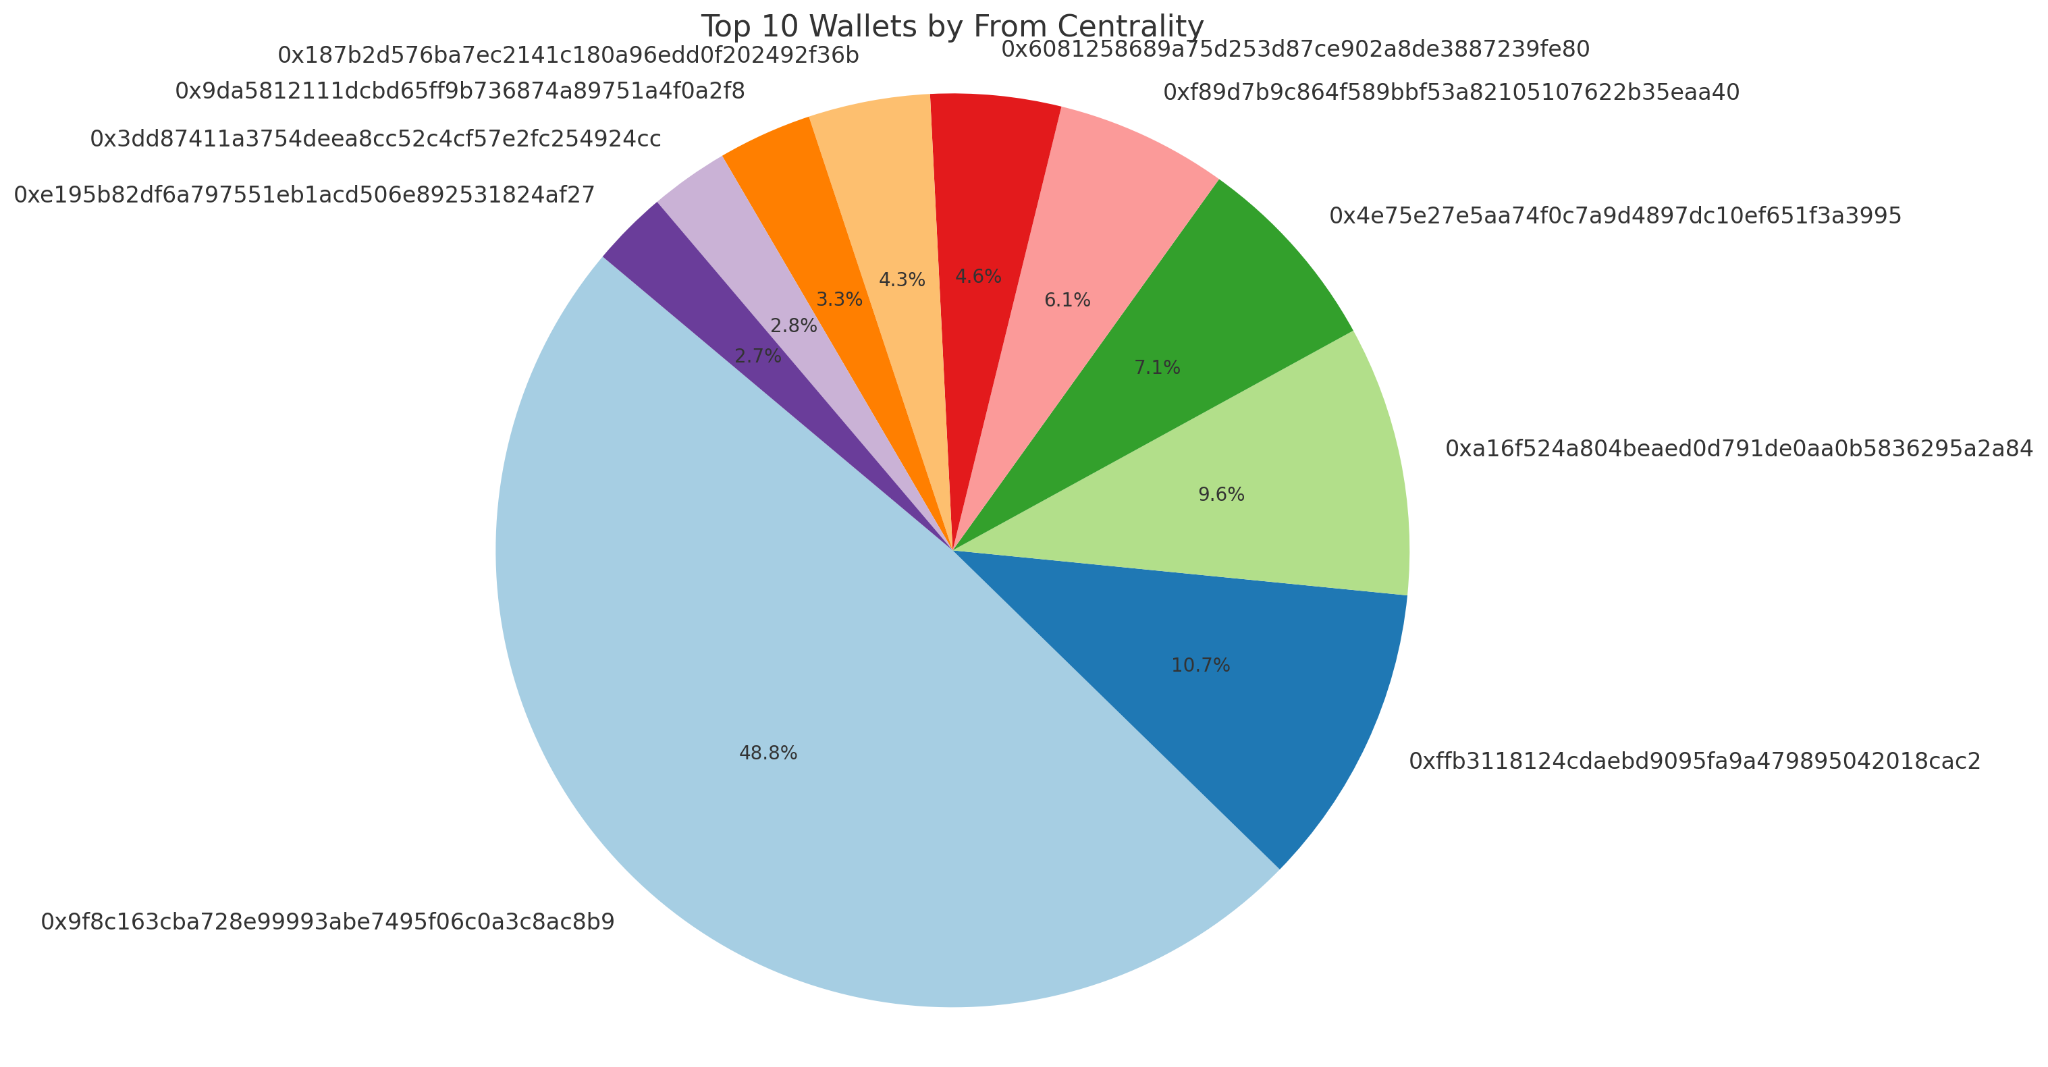 Top 10 Wallets by From Centrality
0x187b2d576ba7ec2141c180a96edd0f202492f36b
0x6081258689a75d253d87ce902a8de3887239fe80
0x9da5812111dcbd65ff9b736874a89751a4f0a2f8
0xf89d7b9c864f589bbf53a82105107622b35eaa40
0x3dd87411a3754deea8cc52c4cf57e2fc254924cc
0xe195b82df6a797551eb1acd506e892531824af27
0x4e75e27e5aa74f0c7a9d4897dc10ef651f3a3995
4.3%
4.6%
3.3%
6.1%
2.8%
2.7%
7.1%
0xa16f524a804beaed0d791de0aa0b5836295a2a84
9.6%
10.7%
48.8%
0xffb3118124cdaebd9095fa9a479895042018cac2
0x9f8c163cba728e99993abe7495f06c0a3c8ac8b9